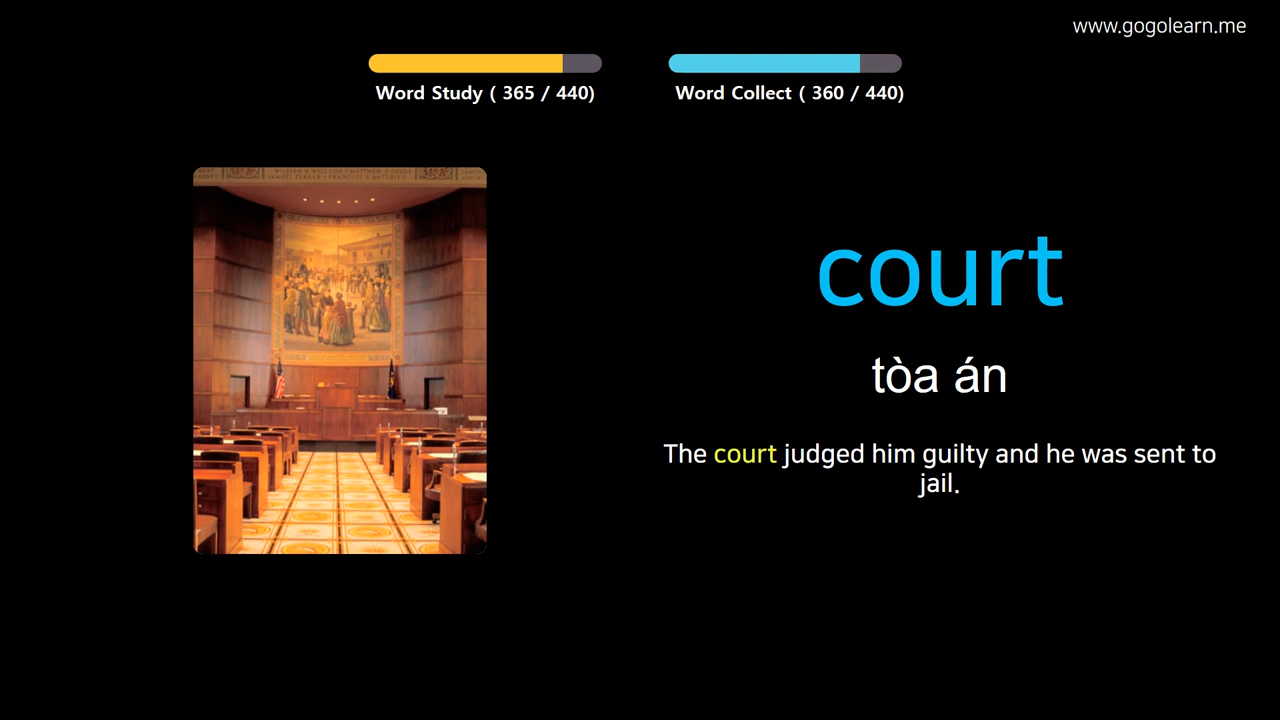 www.gogolearn.me
Word Study ( 365 / 440)
Word Collect ( 360 / 440)
court
tòa án
The court judged him guilty and he was sent to
jail.